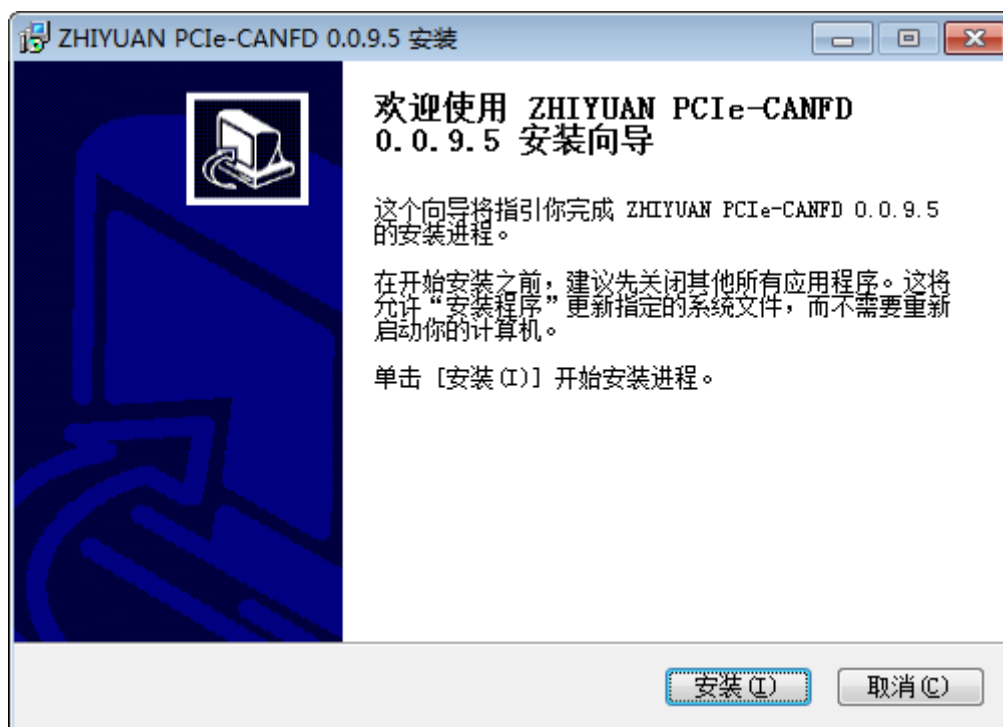 ZHIYUAN PCIe-CANFD 0.0.9.5 安装
欢迎使用 ZHIYUAN PCIe-CANFD
0.0.9.5 安装向导
这个向导将指引你完成 ZHIYUAN PCIe-CANFD 0.0.9.5
的安装进程。
在开始安装之前，建议先关闭其他所有应用程序。这将
允许“安装程序”更新指定的系统文件，而不需要重新
启动你的计算机。
单击 [安装(I)] 开始安装进程。
安装(I)
取消(C)